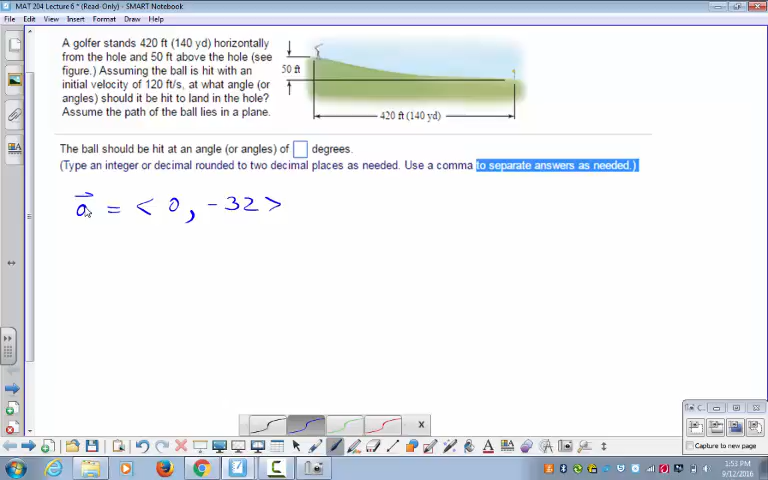 MAT 204 Lecture 6 * (Read-Only) - SMART Notebook
File Edit View Insert Format Draw Help
A golfer stands 420 ft (140 yd) horizontally
from the hole and 50 ft above the hole (see
figure.) Assuming the ball is hit with an
initial velocity of 120 ft/s, at what angle (or
angles) should it be hit to land in the hole?
Assume the path of the ball lies in a plane.
50 ft
420 ft (140 yd)
The ball should be hit at an angle (or angles) of degrees.
(Type an integer or decimal rounded to two decimal places as needed. Use a comma to separate answers as needed.)
a = < 0, -32 >
C...
Capture to new page
1:53 PM
9/12/2016